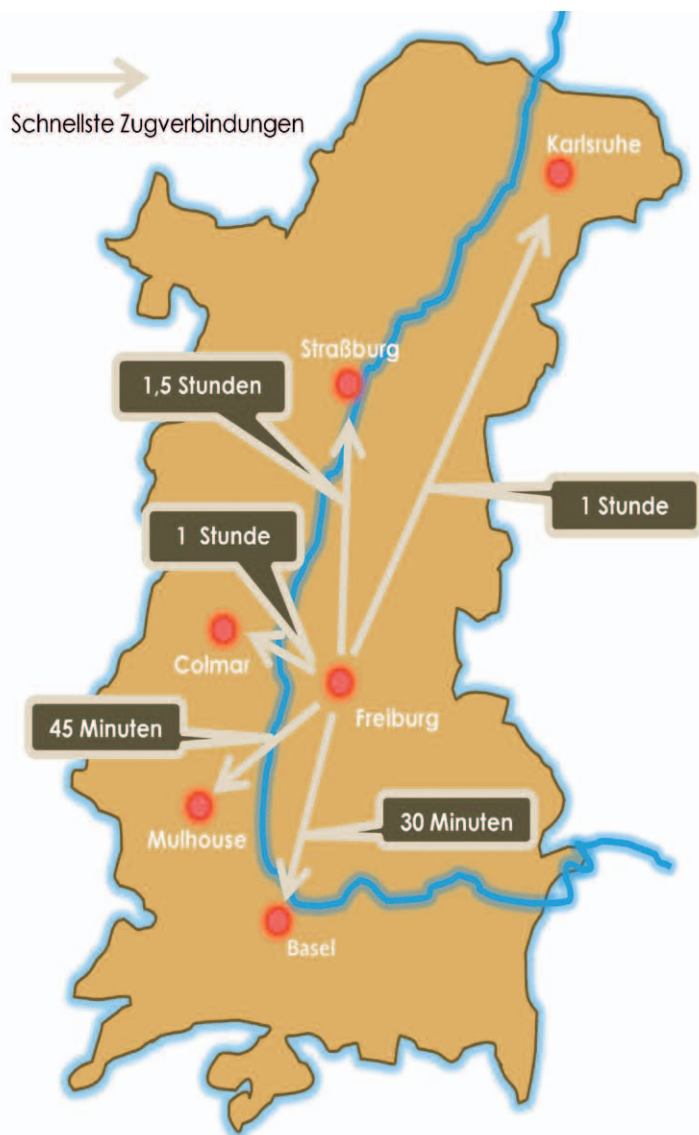 Schnellste Zugverbindungen
Karlsruhe
Straßburg
1,5 Stunden
1 Stunde
1 Stunde
Colmar
Freiburg
45 Minuten
30 Minuten
Mulhouse
Basel